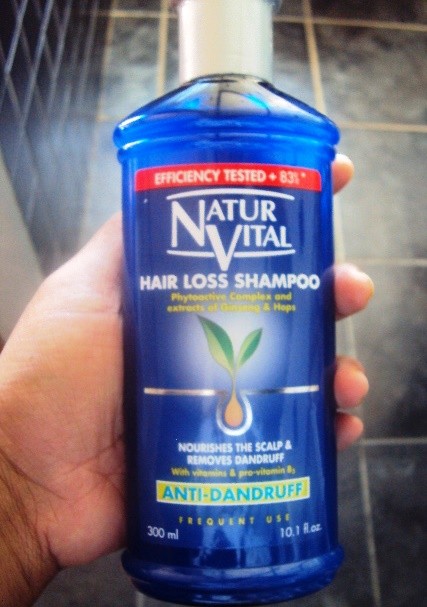 EFFICIENCY TESTED + 83%*
NATUR
VITAL
HAIR LOSS SHAMPOO
Phytoactive Complex and
extracts of Ginseng & Hops
NOURISHES THE SCALP &
REMOVES DANDRUFF
With vitamins & pro-vitamin B5
ANTI-DANDRUFF
FREQUENT USE
300 ml 10.1 fl.oz.